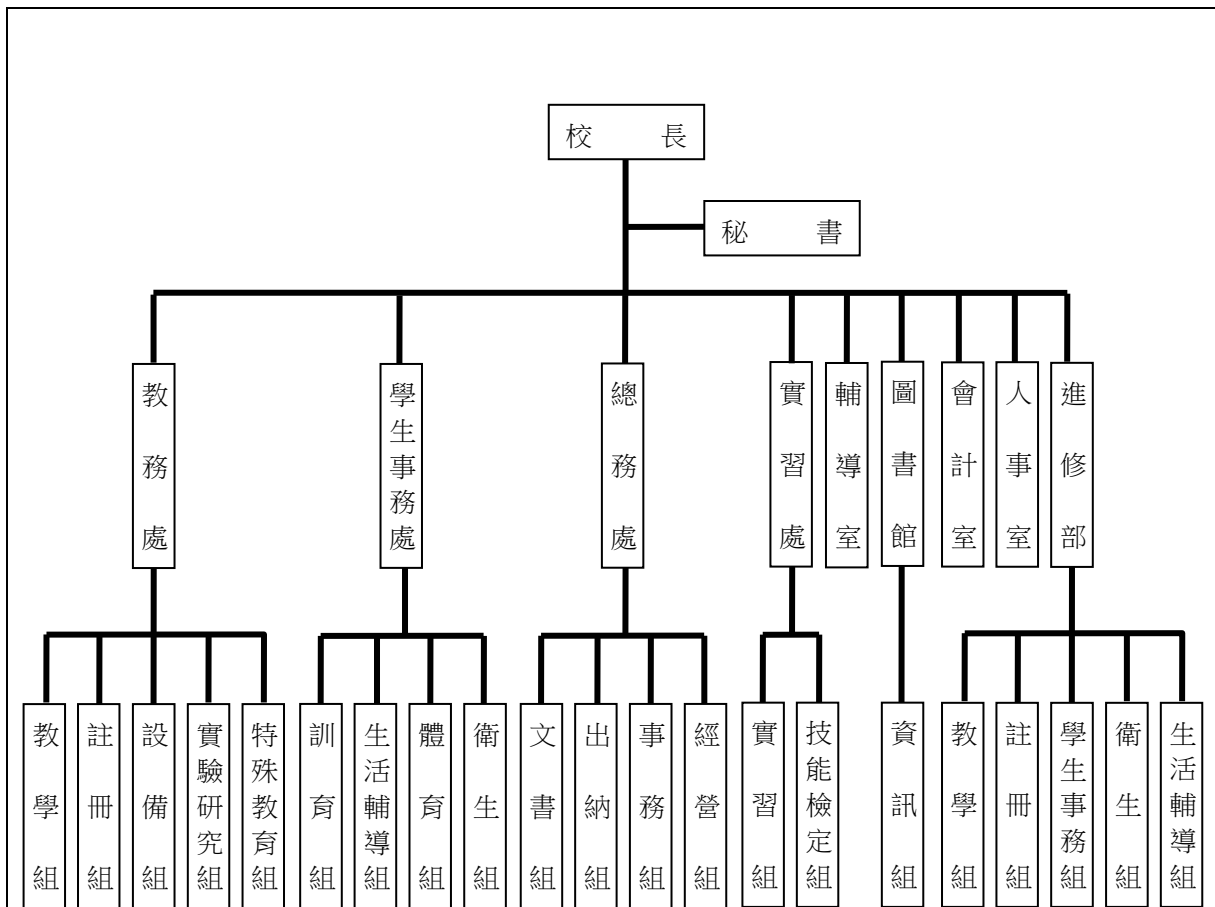 校長
秘書
教務處
學生事務處
總務處
實習處
輔導室
圖書館
會計室
人事室
進修部
教學組
註冊組
設備組
實驗研究組
特殊教育組
訓育組
生活輔導組
體育組
衛生組
文書組
出納組
事務組
經營組
實習組
技能檢定組
資訊組
教學組
註冊組
學生事務組
衛生組
生活輔導組